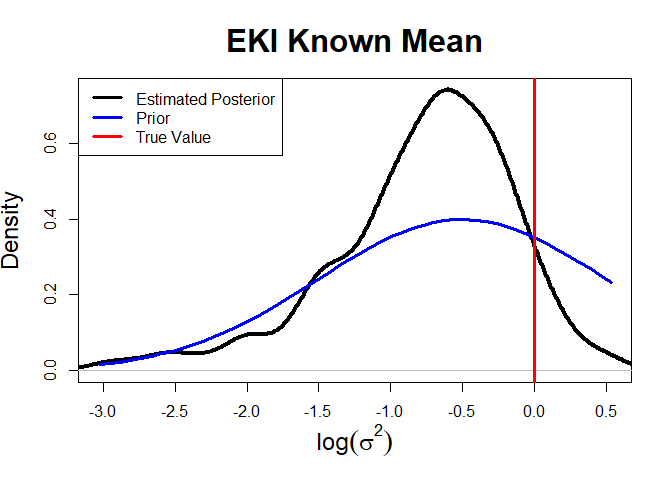 EKI Known Mean
Estimated Posterior
Prior
True Value
Density
0.0
0.2
0.4
0.6
-3.0 -2.5 -2.0 -1.5 -1.0 -0.5 0.0 0.5
log(σ²)